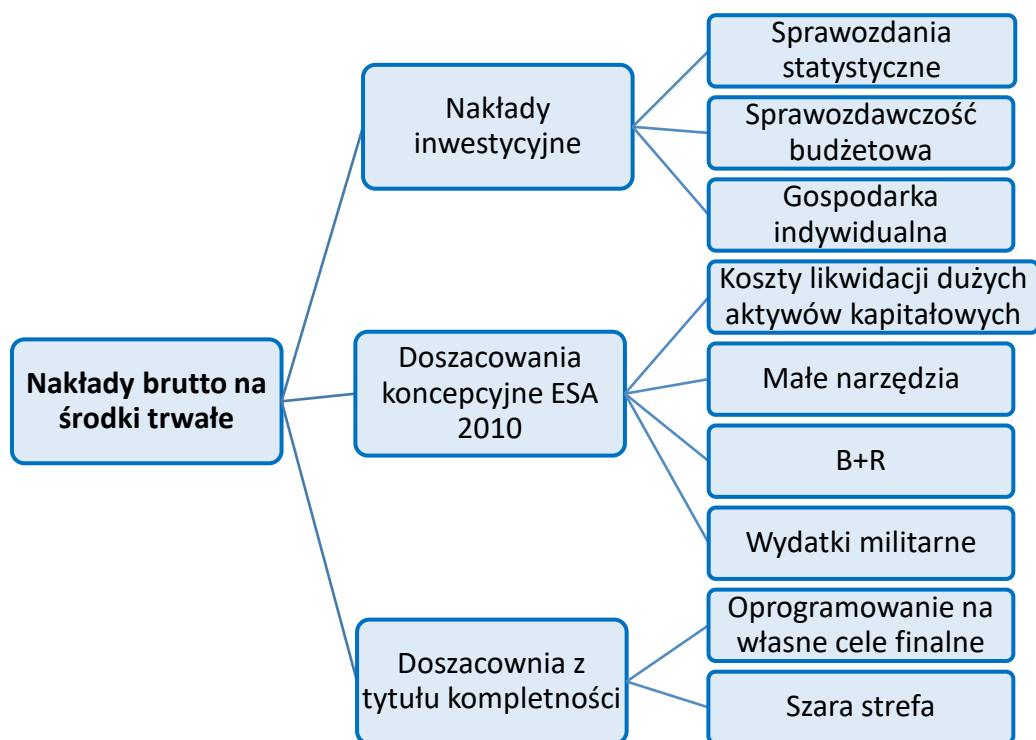 Nakłady brutto na
środki trwałe
Nakłady
inwestycyjne
Sprawozdania
statystyczne
Sprawozdawczość
budżetowa
Gospodarka
indywidualna
Doszacowania
koncepcyjne ESA
2010
Koszty likwidacji dużych
aktywów kapitałowych
Małe narzędzia
B+R
Wydatki militarne
Doszacownia z
tytułu kompletności
Oprogramowanie na
własne cele finalne
Szara strefa